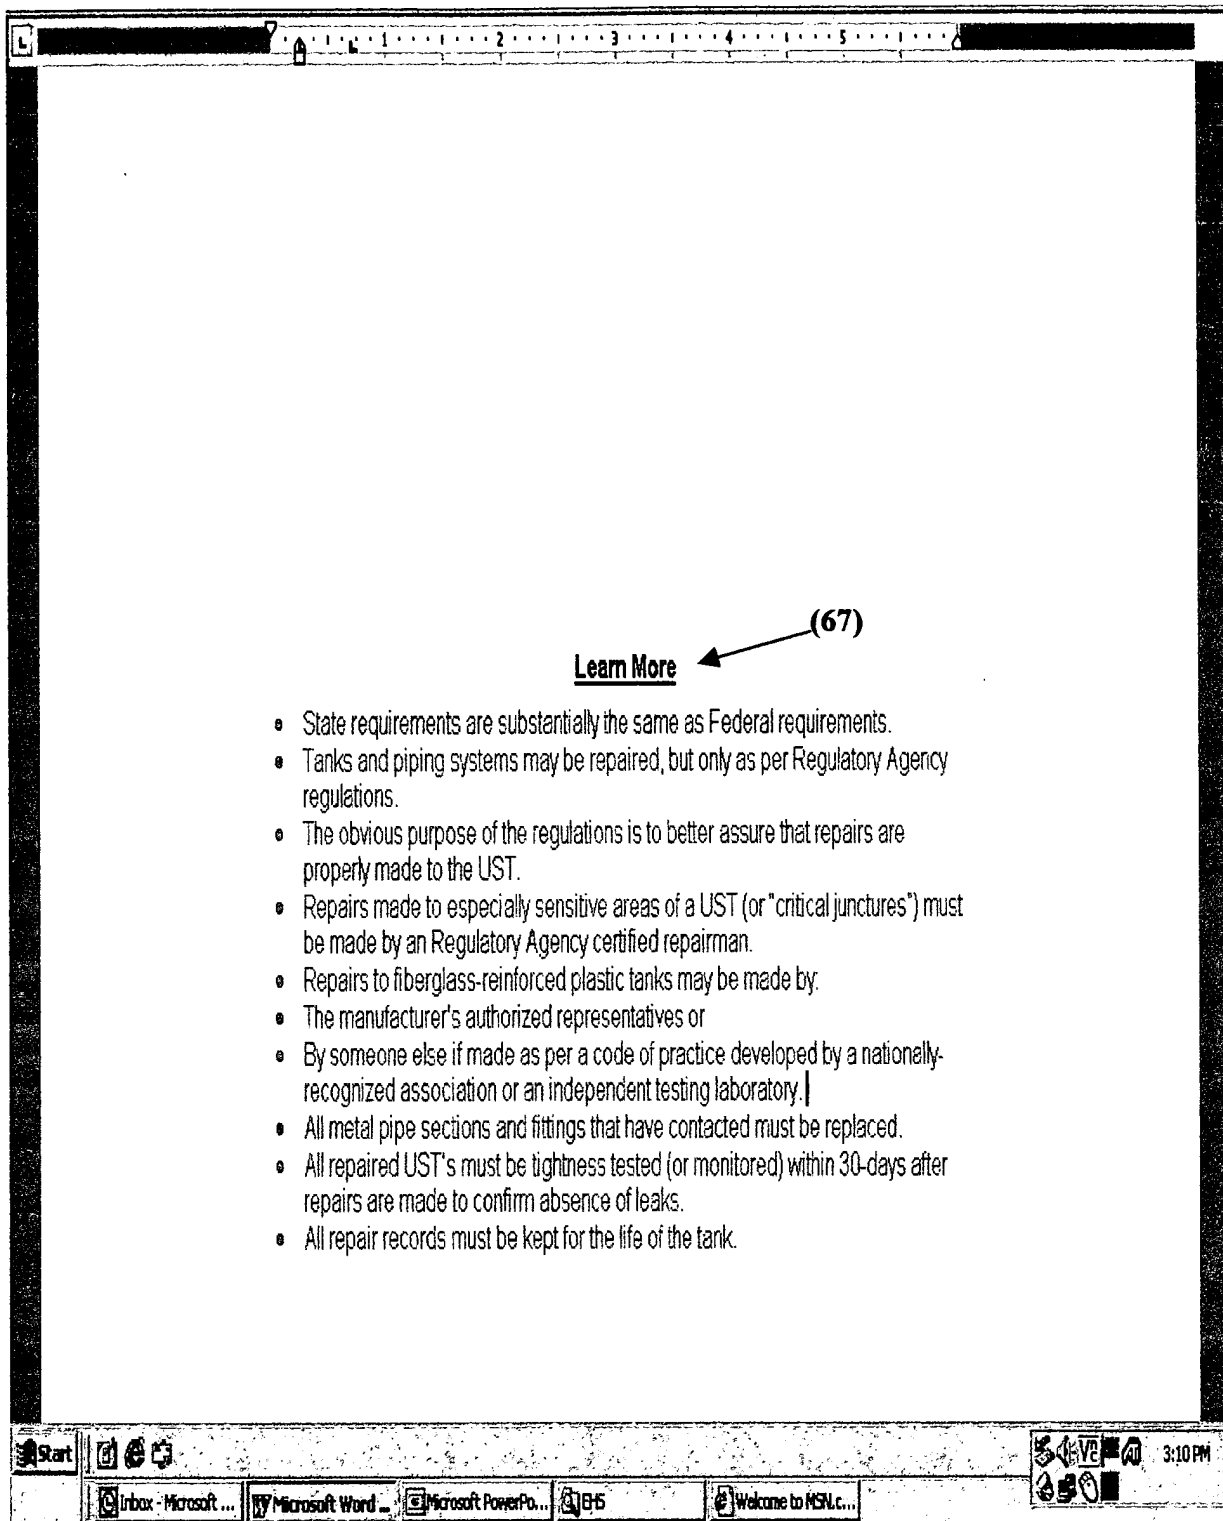 L
1 2 3 4 5
(67)
Learn More
• State requirements are substantially the same as Federal requirements.
• Tanks and piping systems may be repaired, but only as per Regulatory Agency
regulations.
• The obvious purpose of the regulations is to better assure that repairs are
properly made to the UST.
• Repairs made to especially sensitive areas of a UST (or "critical junctures") must
be made by an Regulatory Agency certified repairman.
• Repairs to fiberglass-reinforced plastic tanks may be made by:
• The manufacturer's authorized representatives or
• By someone else if made as per a code of practice developed by a nationally-
recognized association or an independent testing laboratory.
• All metal pipe sections and fittings that have contacted must be replaced.
• All repaired UST's must be tightness tested (or monitored) within 30-days after
repairs are made to confirm absence of leaks.
• All repair records must be kept for the life of the tank.
Start 3:10 PM
Inbox - Microsoft ... Microsoft Word ... Microsoft PowerPo... EHS Welcome to MSN.c...